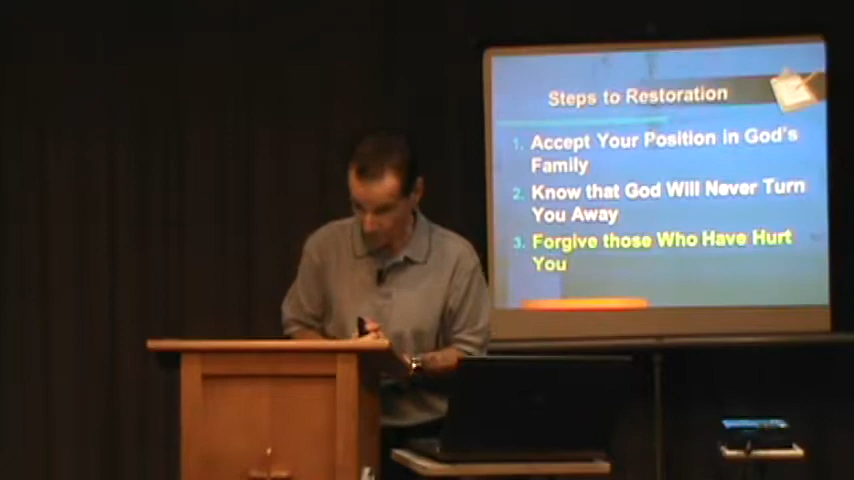 Steps to Restoration
1. Accept Your Position in God's
Family
2. Know that God Will Never Turn
You Away
3. Forgive those Who Have Hurt
You